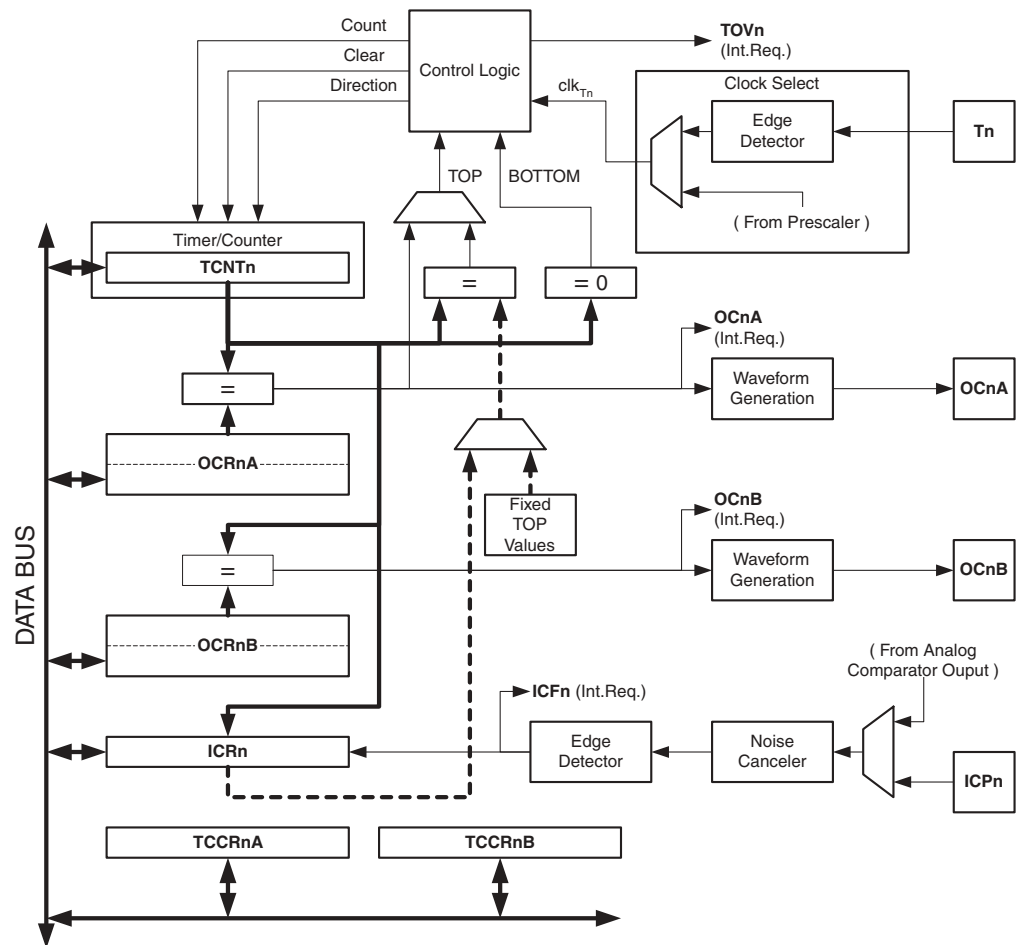 Count
Clear
Direction
Control Logic
TOVn
(Int.Req.)
clkTn
Clock Select
Edge
Detector
Tn
( From Prescaler )
TOP
BOTTOM
Timer/Counter
TCNTn
=
= 0
OCnA
(Int.Req.)
=
Waveform
Generation
OCnA
OCRnA
Fixed
TOP
Values
OCnB
(Int.Req.)
=
Waveform
Generation
OCnB
OCRnB
DATA BUS
( From Analog
Comparator Ouput )
ICFn (Int.Req.)
ICRn
Edge
Detector
Noise
Canceler
ICPn
TCCRnA
TCCRnB